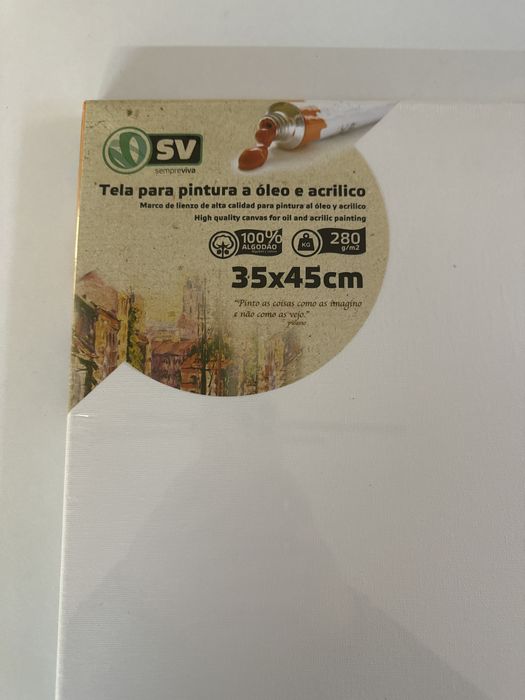 SV
sempreviva
Tela para pintura a óleo e acrilico
Marco de lienzo de alta calidad para pintura al óleo y acrilico
High quality canvas for oil and acrilic painting
100% ALGODÃO
KG 280 g/m2
35x45cm
"Pinto as coisas como as imagino
e não como as vejo."